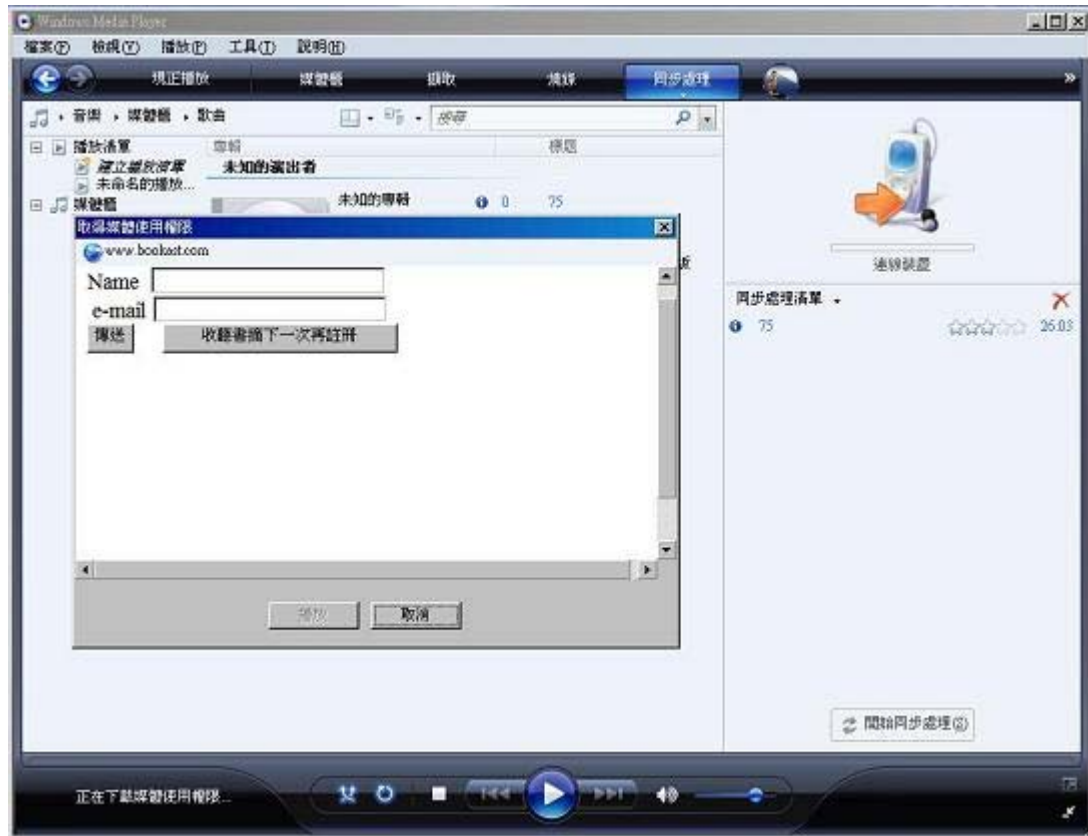 Windows Media Player
檔案(F) 檢視(V) 播放(P) 工具(T) 說明(H)
現正播放 媒體櫃 擷取 燒錄 同步處理
音樂 媒體櫃 歌曲 搜尋
播放清單 專輯 標題
建立播放清單 未知的演出者
未命名的播放...
媒體櫃 未知的專輯 0 75
取得媒體使用權限
www.bookast.com
Name
e-mail
傳送 收聽書摘下一次再註冊
播放 取消
連線裝置
同步處理清單
75 26:03
開始同步處理(S)
正在下載媒體使用權限...